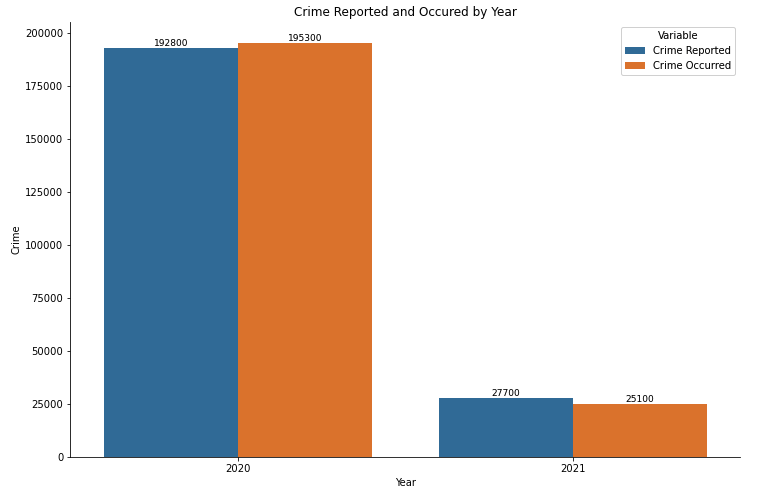 Crime Reported and Occured by Year
Variable
Crime Reported
Crime Occurred
Crime
200000
175000
150000
125000
100000
75000
50000
25000
0
192800
195300
27700
25100
2020
2021
Year